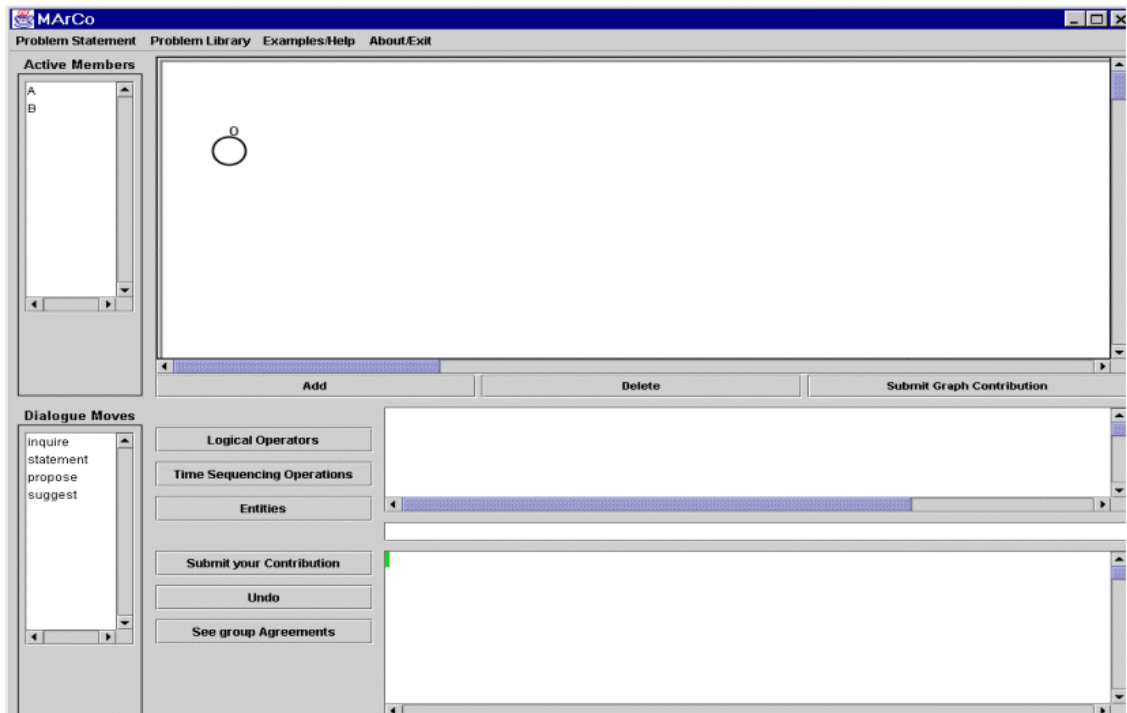 MArCo
Problem Statement Problem Library Examples/Help About/Exit
Active Members
A
B
0
Add Delete Submit Graph Contribution
Dialogue Moves
inquire
statement
propose
suggest
Logical Operators
Time Sequencing Operations
Entities
Submit your Contribution
Undo
See group Agreements